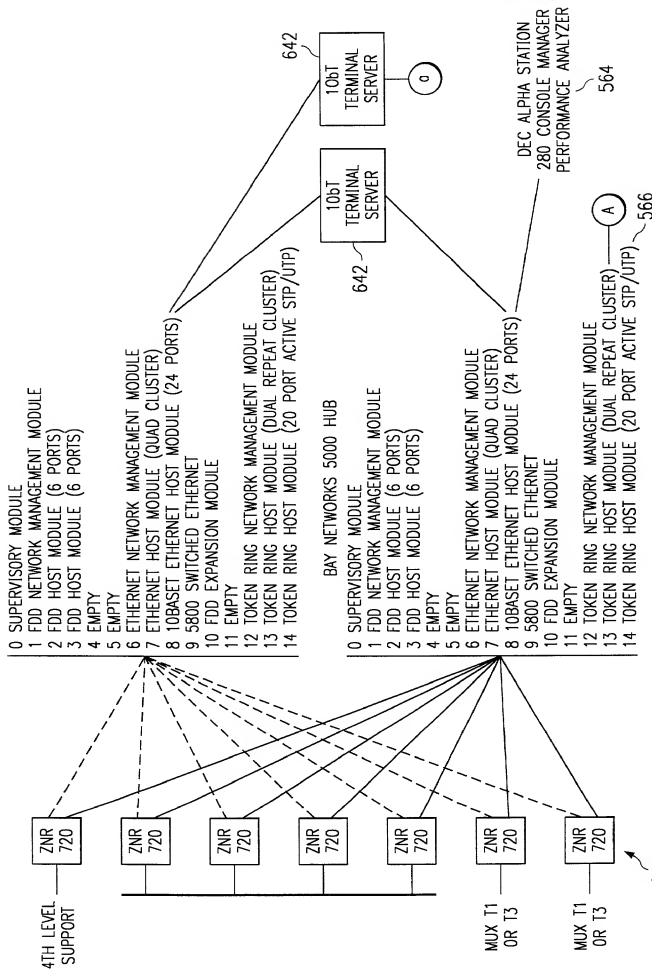 0 SUPERVISORY MODULE
1 FDD NETWORK MANAGEMENT MODULE
2 FDD HOST MODULE (6 PORTS)
3 FDD HOST MODULE (6 PORTS)
4 EMPTY
5 EMPTY
6 ETHERNET NETWORK MANAGEMENT MODULE
7 ETHERNET HOST MODULE (QUAD CLUSTER)
8 10BASET ETHERNET HOST MODULE (24 PORTS)
9 5800 SWITCHED ETHERNET
10 FDD EXPANSION MODULE
11 EMPTY
12 TOKEN RING NETWORK MANAGEMENT MODULE
13 TOKEN RING HOST MODULE (DUAL REPEAT CLUSTER)
14 TOKEN RING HOST MODULE (20 PORT ACTIVE STP/UTP)
BAY NETWORKS 5000 HUB
0 SUPERVISORY MODULE
1 FDD NETWORK MANAGEMENT MODULE
2 FDD HOST MODULE (6 PORTS)
3 FDD HOST MODULE (6 PORTS)
4 EMPTY
5 EMPTY
6 ETHERNET NETWORK MANAGEMENT MODULE
7 ETHERNET HOST MODULE (QUAD CLUSTER)
8 10BASET ETHERNET HOST MODULE (24 PORTS)
9 5800 SWITCHED ETHERNET
10 FDD EXPANSION MODULE
11 EMPTY
12 TOKEN RING NETWORK MANAGEMENT MODULE
13 TOKEN RING HOST MODULE (DUAL REPEAT CLUSTER)
14 TOKEN RING HOST MODULE (20 PORT ACTIVE STP/UTP)
566
A
642
10bT
TERMINAL
SERVER
a
10bT
TERMINAL
SERVER
642
DEC ALPHA STATION
280 CONSOLE MANAGER
PERFORMANCE ANALYZER
564
4TH LEVEL
SUPPORT
ZNR
720
ZNR
720
ZNR
720
ZNR
720
ZNR
720
MUX T1
OR T3
ZNR
720
MUX T1
OR T3
ZNR
720